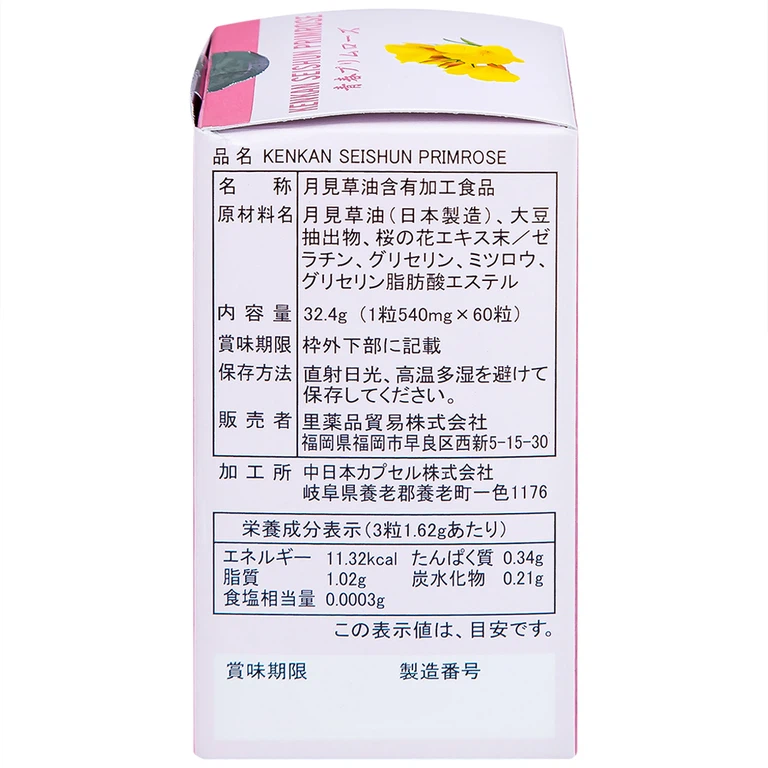 KENKAN SEISHUN PRIMROSE
青春プリムローズ
品名 KENKAN SEISHUN PRIMROSE
名称 月見草油含有加工食品
原材料名 月見草油(日本製造)、大豆
抽出物、桜の花エキス末/ゼ
ラチン、グリセリン、ミツロウ、
グリセリン脂肪酸エステル
内容量 32.4g (1粒540mg×60粒)
賞味期限 枠外下部に記載
保存方法 直射日光、高温多湿を避けて
保存してください。
販売者 里薬品貿易株式会社
福岡県福岡市早良区西新5-15-30
加工所 中日本カプセル株式会社
岐阜県養老郡養老町一色1176
栄養成分表示(3粒1.62gあたり)
エネルギー 11.32kcal たんぱく質 0.34g
脂質 1.02g 炭水化物 0.21g
食塩相当量 0.0003g
この表示値は、目安です。
賞味期限 製造番号